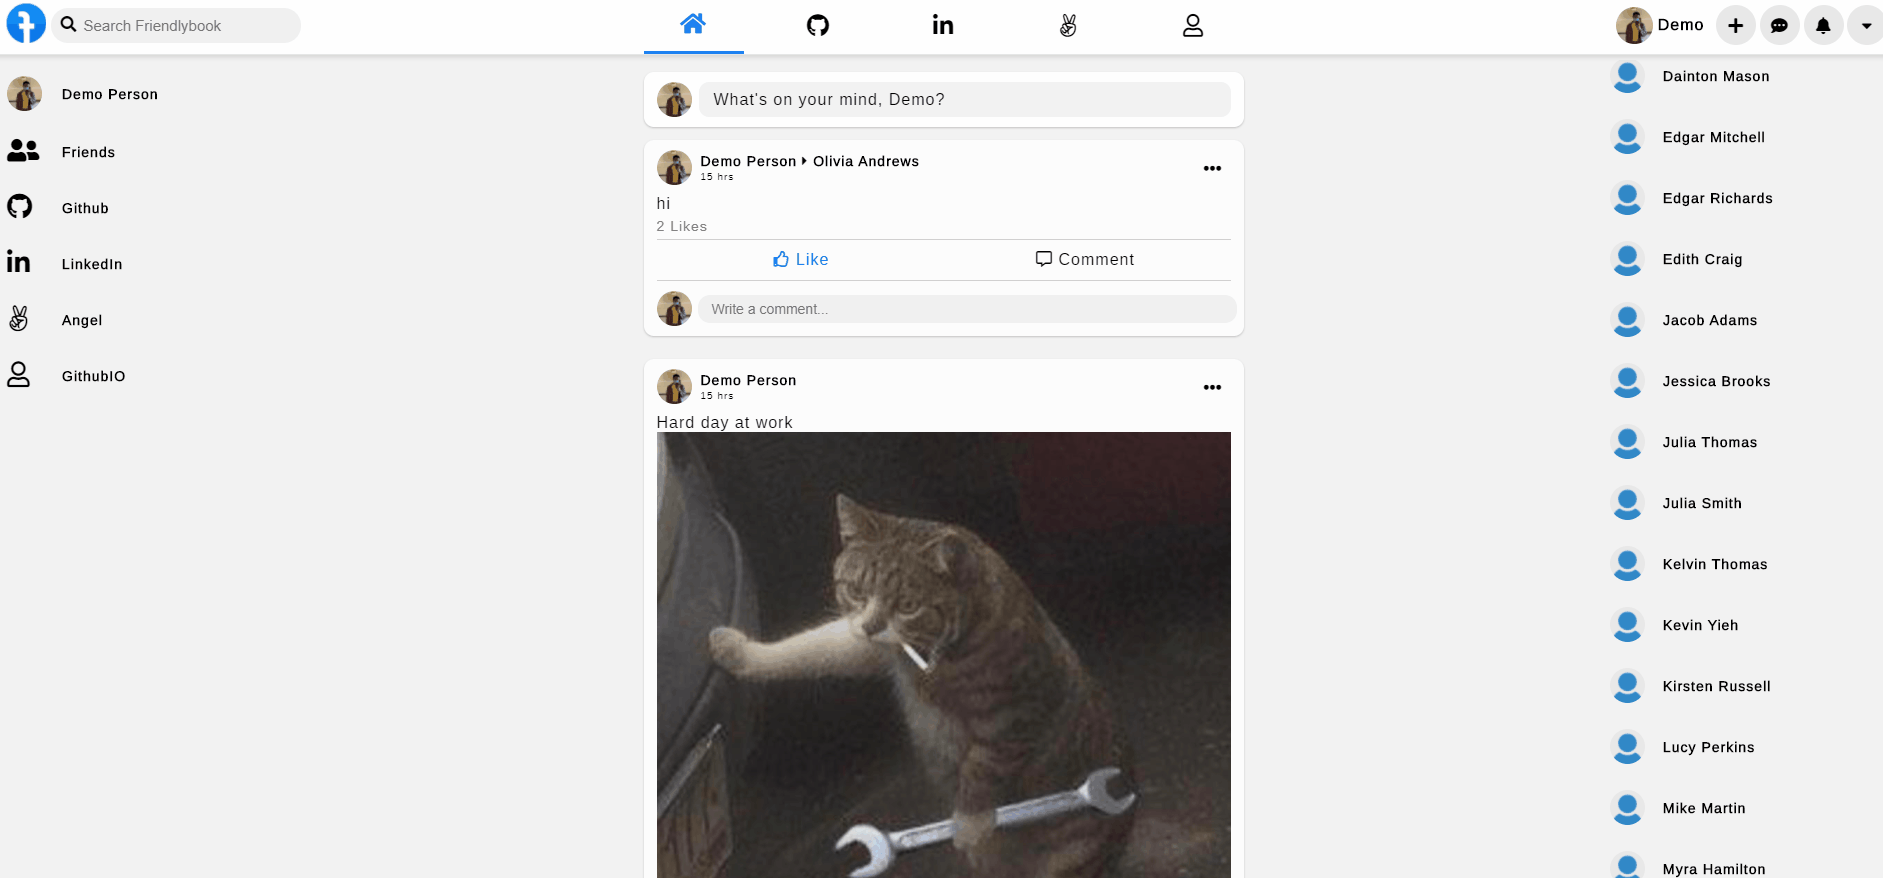 Search Friendlybook
Demo
Demo Person
Friends
Github
LinkedIn
Angel
GithubIO
What's on your mind, Demo?
Demo Person Olivia Andrews
15 hrs
hi
2 Likes
Like Comment
Write a comment...
Demo Person
15 hrs
Hard day at work
Dainton Mason
Edgar Mitchell
Edgar Richards
Edith Craig
Jacob Adams
Jessica Brooks
Julia Thomas
Julia Smith
Kelvin Thomas
Kevin Yieh
Kirsten Russell
Lucy Perkins
Mike Martin
Myra Hamilton